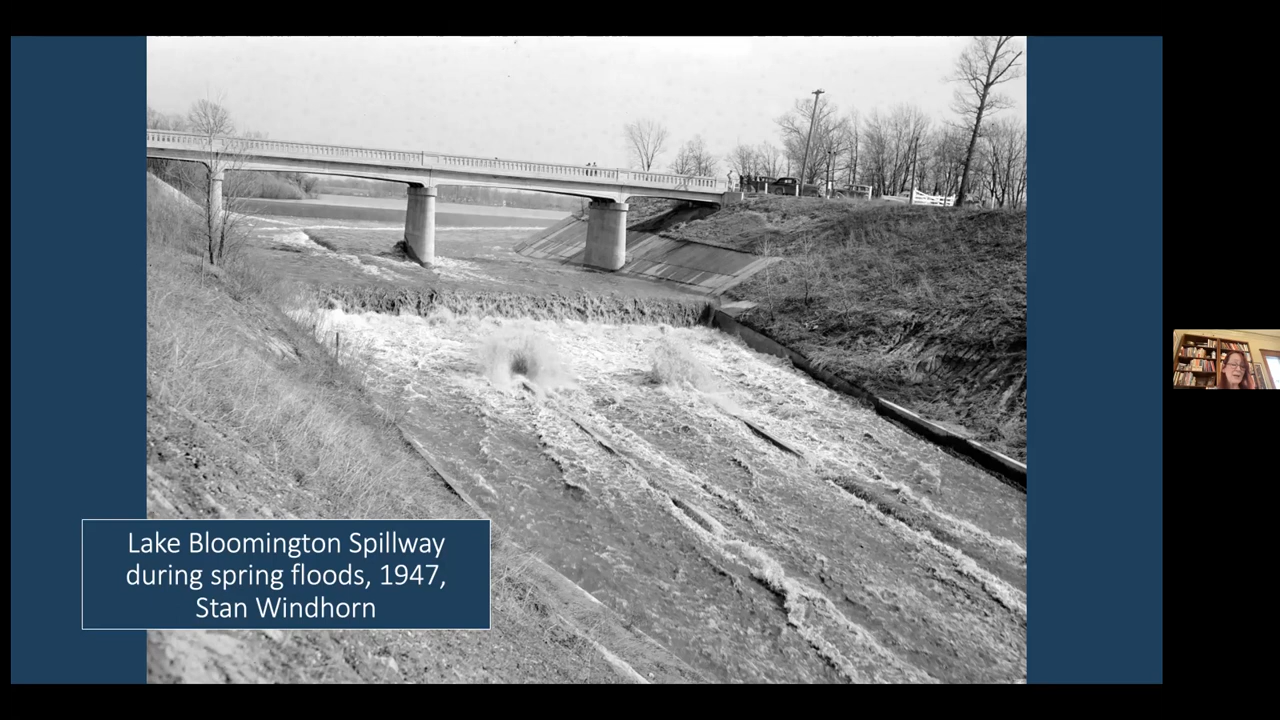 Lake Bloomington Spillway
during spring floods, 1947,
Stan Windhorn